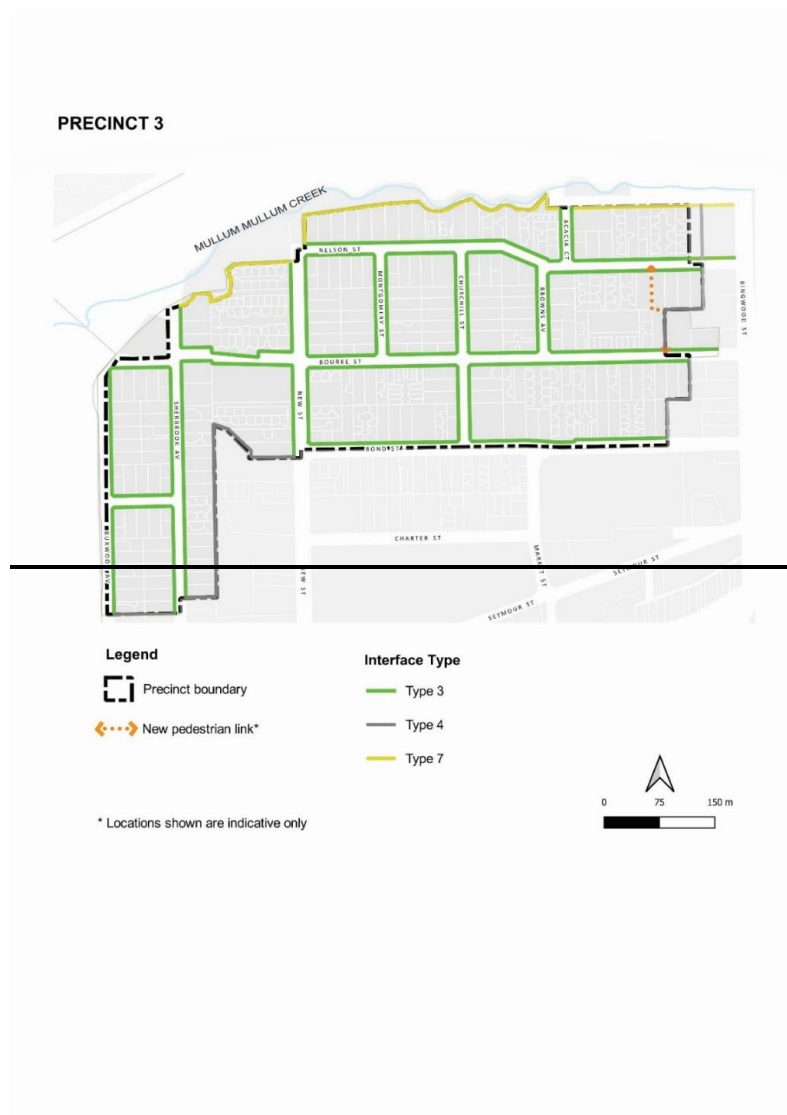 PRECINCT 3
MULLUM MULLUM CREEK
NELSON ST
ACACIA CT
MONTGOMERY ST
CHURCHILL ST
BROWNS AV
RINGWOOD ST
BOURKE ST
SHERBROOK AV
NEW ST
BOND ST
BURWOOD AV
CHARTER ST
MARKET ST
SEYMOUR ST
NEW ST
SEYMOUR ST
Legend
Precinct boundary
New pedestrian link*
Interface Type
Type 3
Type 4
Type 7
0 75 150 m
* Locations shown are indicative only